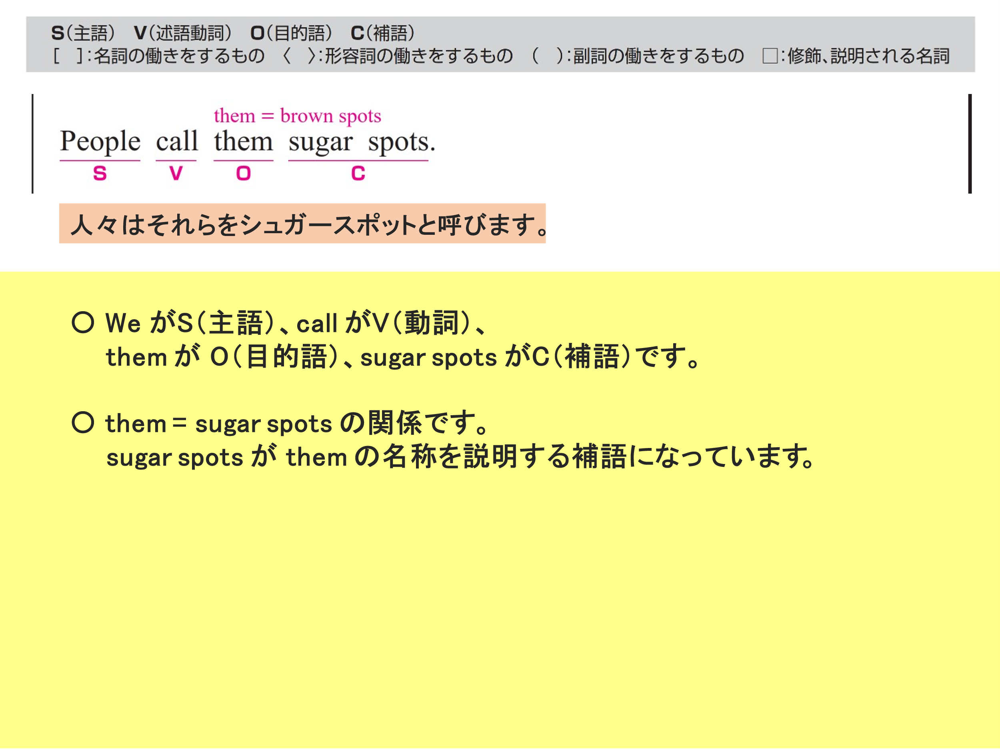 S（主語） V（述語動詞） O（目的語） C（補語）
［ ］：名詞の働きをするもの 〈 〉：形容詞の働きをするもの （ ）：副詞の働きをするもの □：修飾、説明される名詞
them = brown spots
People call them sugar spots.
S V O C
人々はそれらをシュガースポットと呼びます。
〇 We がS（主語）、call がV（動詞）、
them が O（目的語）、sugar spots がC（補語）です。
〇 them = sugar spots の関係です。
sugar spots が them の名称を説明する補語になっています。